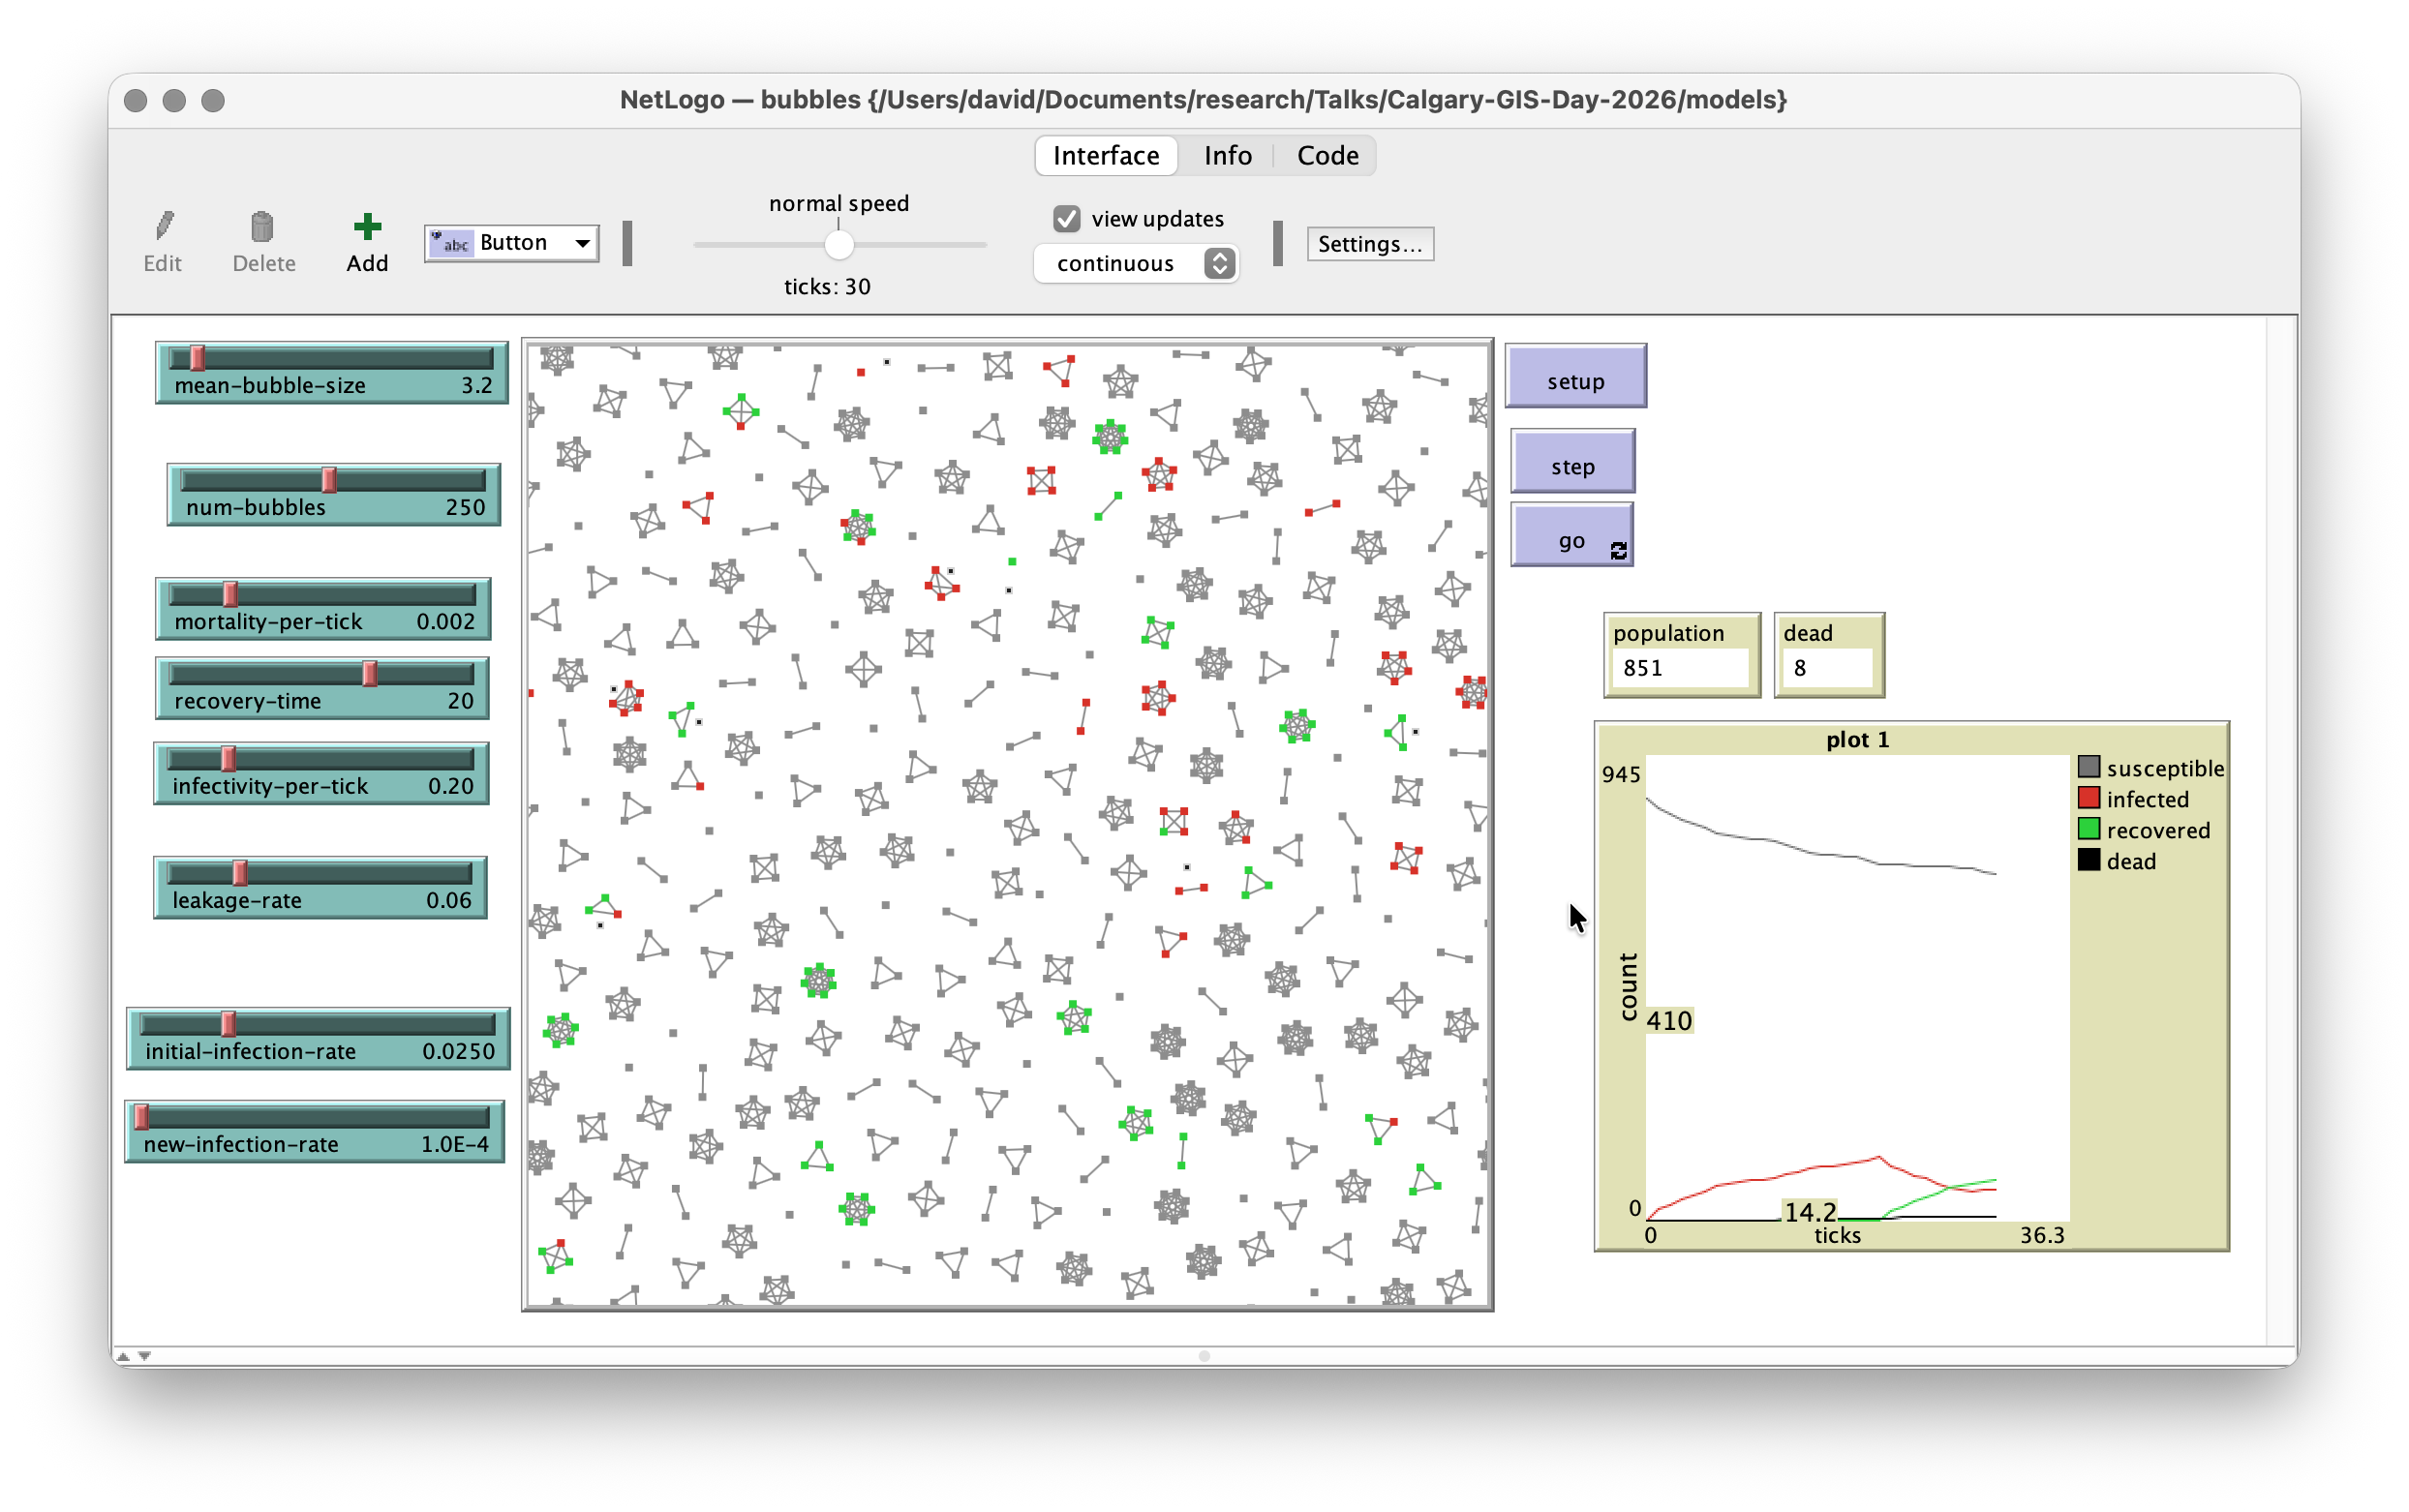 NetLogo — bubbles {/Users/david/Documents/research/Talks/Calgary-GIS-Day-2026/models}
Interface Info Code
Edit Delete Add
abc Button
normal speed
ticks: 30
view updates
continuous
Settings...
mean-bubble-size 3.2
num-bubbles 250
mortality-per-tick 0.002
recovery-time 20
infectivity-per-tick 0.20
leakage-rate 0.06
initial-infection-rate 0.0250
new-infection-rate 1.0E-4
setup
step
go
population
851
dead
8
plot 1
945
count
410
0
14.2
0
ticks
36.3
susceptible
infected
recovered
dead